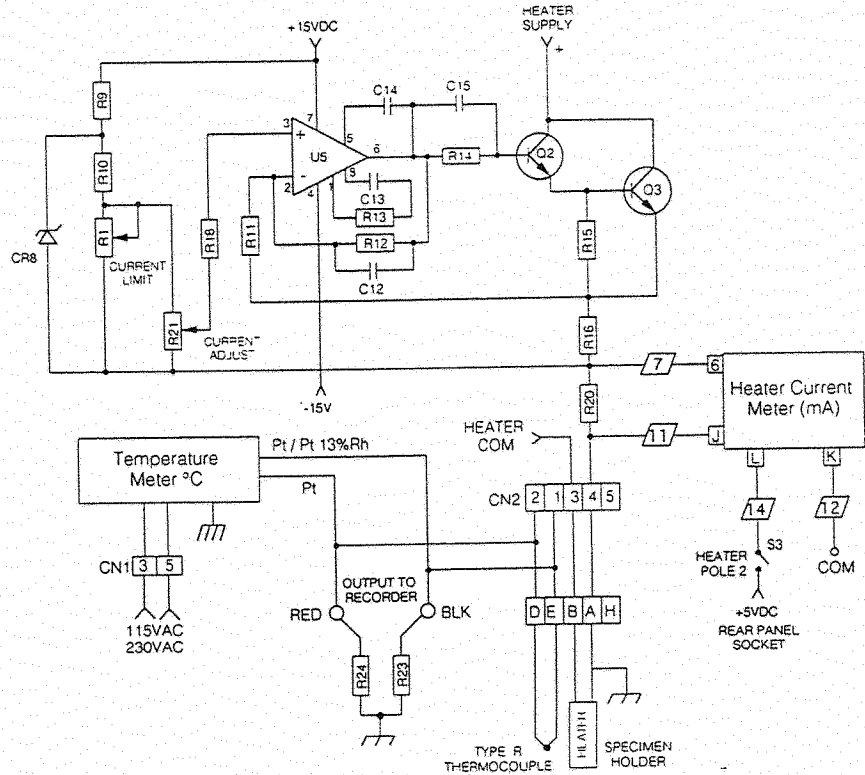 HEATER
SUPPLY
+
+15VDC
C14
C15
R9
3
7
+
5
U5
6
R14
Q2
R10
-
8
2
4
1
C13
Q3
R13
R1
R18
R11
R12
R15
CR8
CURRENT
LIMIT
C12
R21
CURRENT
ADJUST
R16
7
6
Heater Current
Meter (mA)
-15V
R20
HEATER
COM
11
J
Pt / Pt 13%Rh
Temperature
Meter ºC
Pt
L
K
CN2
2
1
3
4
5
14
12
CN1
3
5
S3
HEATER
POLE 2
COM
OUTPUT TO
RECORDER
RED
BLK
D
E
B
A
H
+5VDC
REAR PANEL
SOCKET
115VAC
230VAC
R24
R23
HEATER
TYPE R
THERMOCOUPLE
SPECIMEN
HOLDER